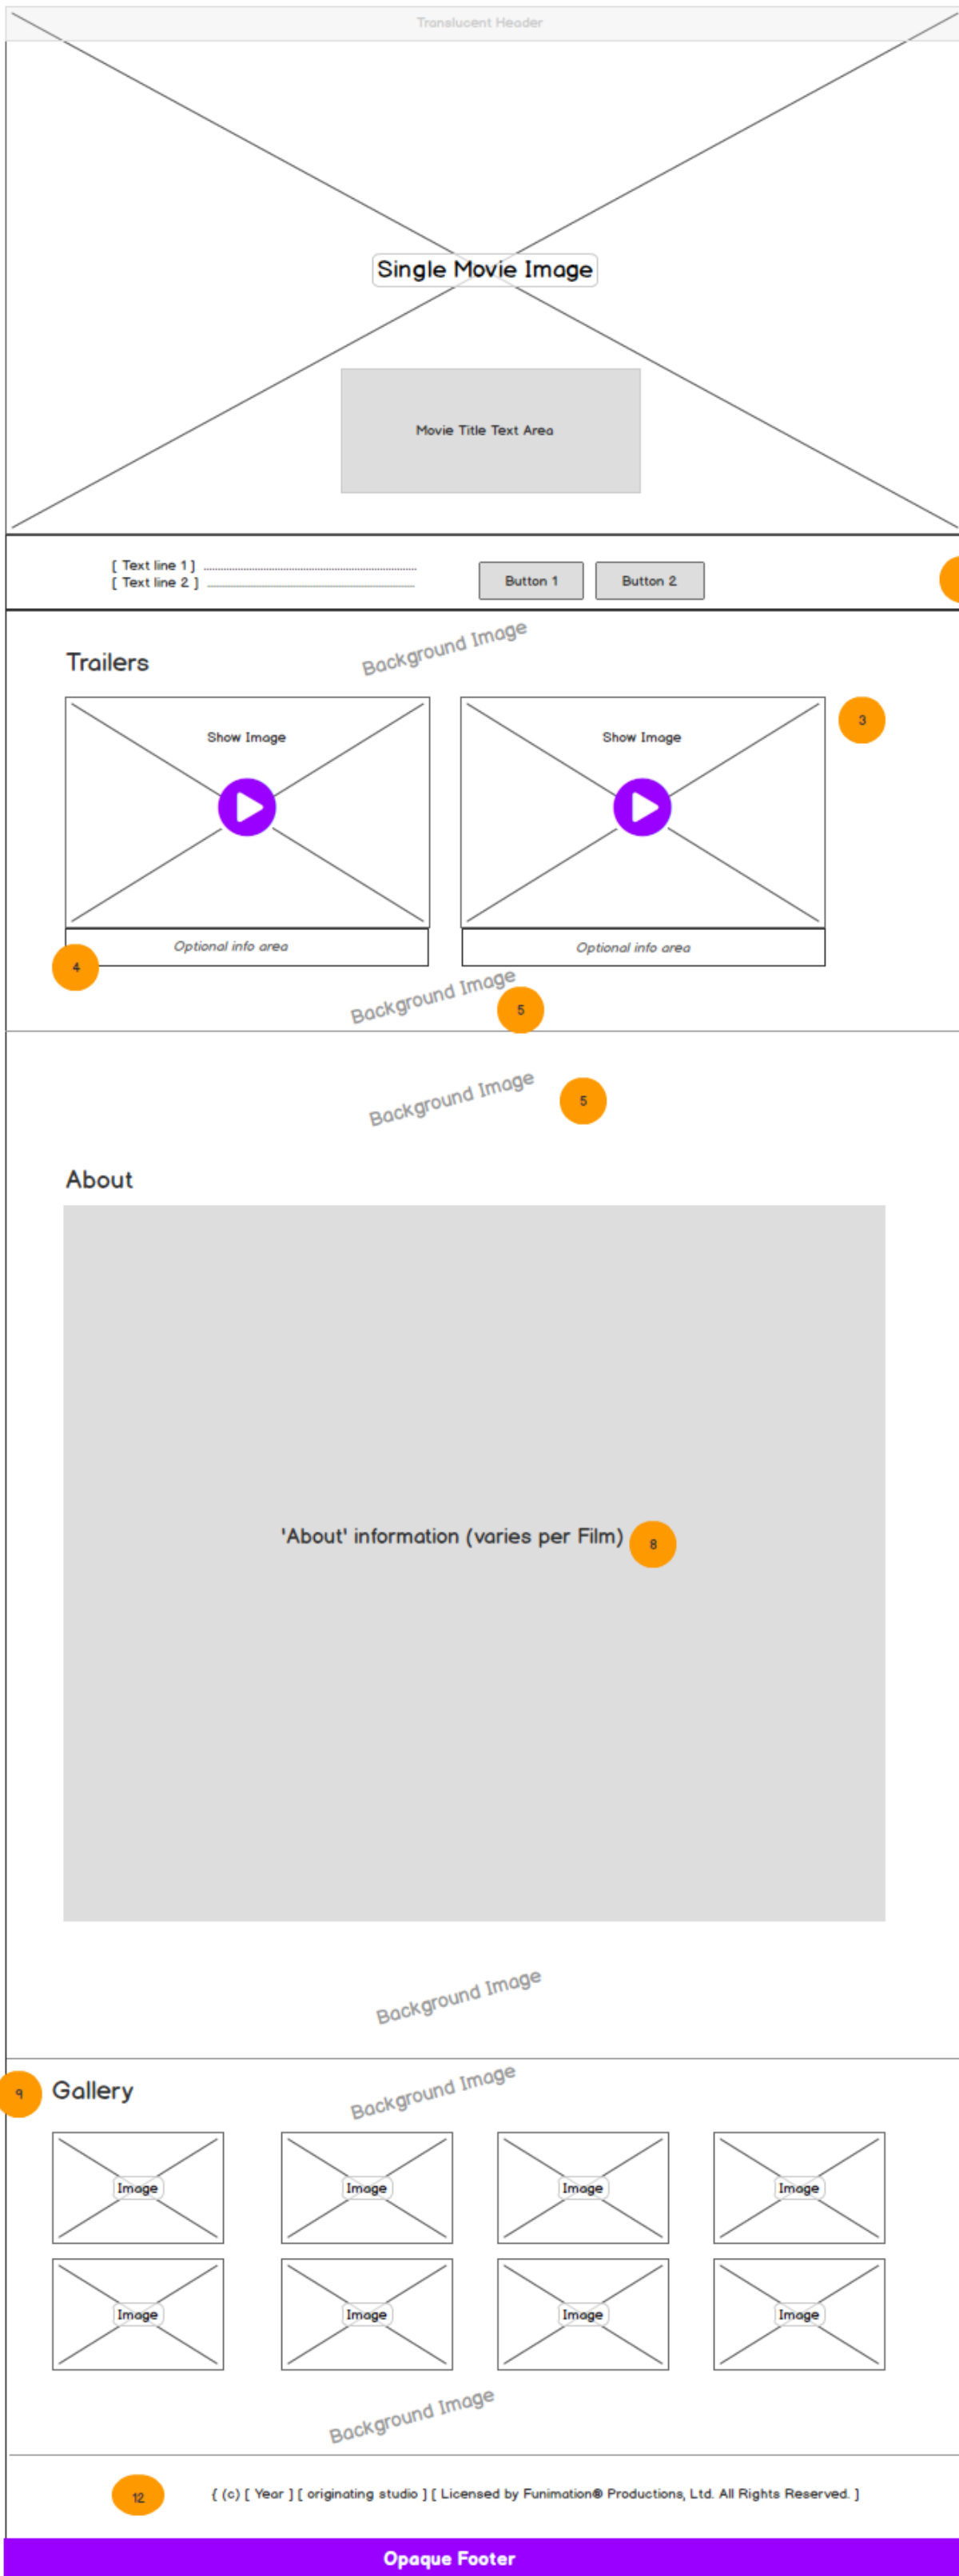 Translucent Header
Single Movie Image
Movie Title Text Area
[ Text line 1 ] ......................................................
[ Text line 2 ] ......................................................
Button 1
Button 2
Background Image
Trailers
3
Show Image
Show Image
Optional info area
Optional info area
4
Background Image
5
Background Image
5
About
'About' information (varies per Film)
8
Background Image
9
Gallery
Background Image
Image
Image
Image
Image
Image
Image
Image
Image
Background Image
12
{ (c) [ Year ] [ originating studio ] [ Licensed by Funimation® Productions, Ltd. All Rights Reserved. ]
Opaque Footer